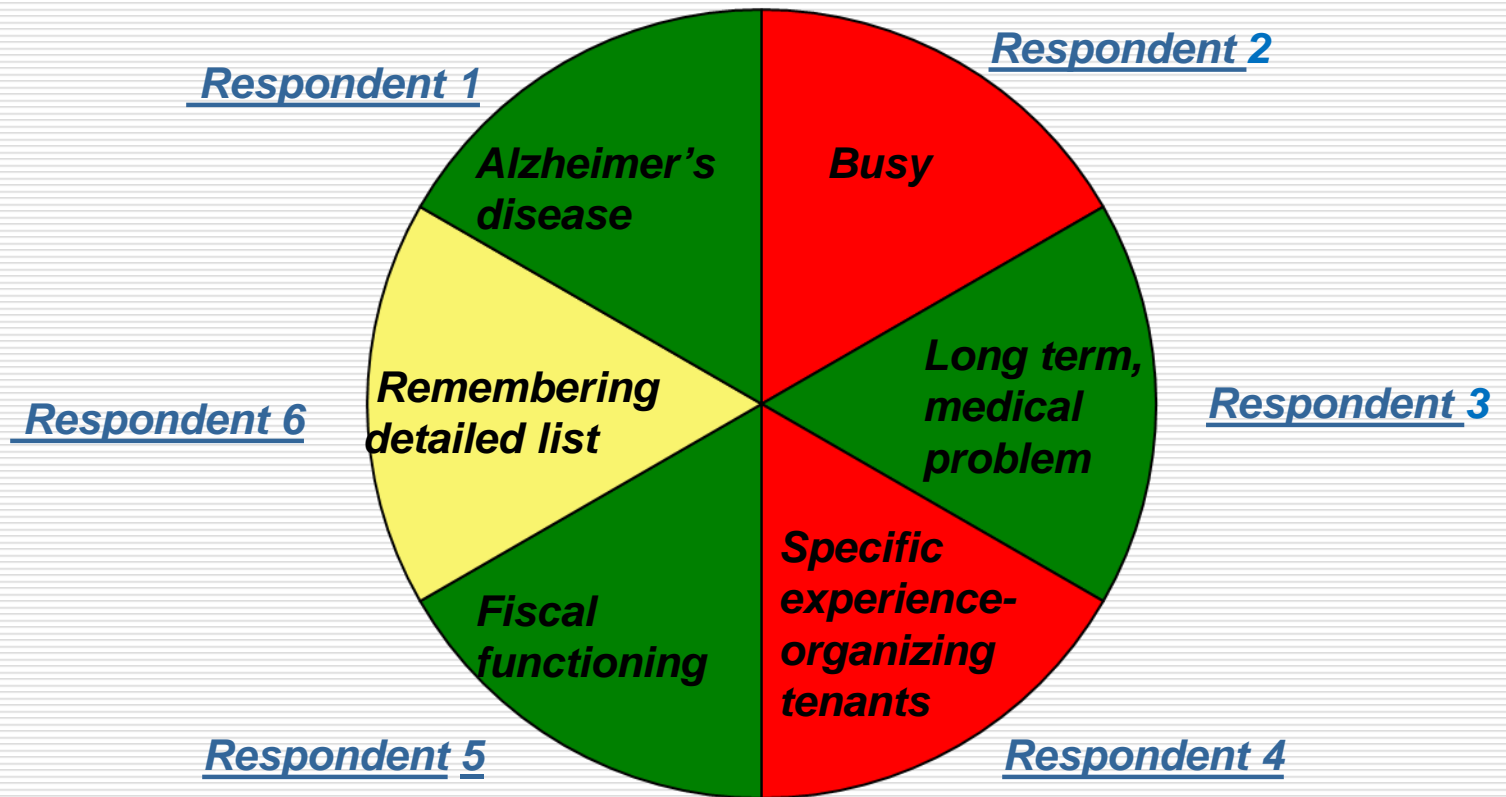 Respondent 1
Respondent 2
Alzheimer's
disease
Busy
Long term,
medical
problem
Respondent 3
Remembering
detailed list
Respondent 6
Specific
experience-
organizing
tenants
Fiscal
functioning
Respondent 5
Respondent 4